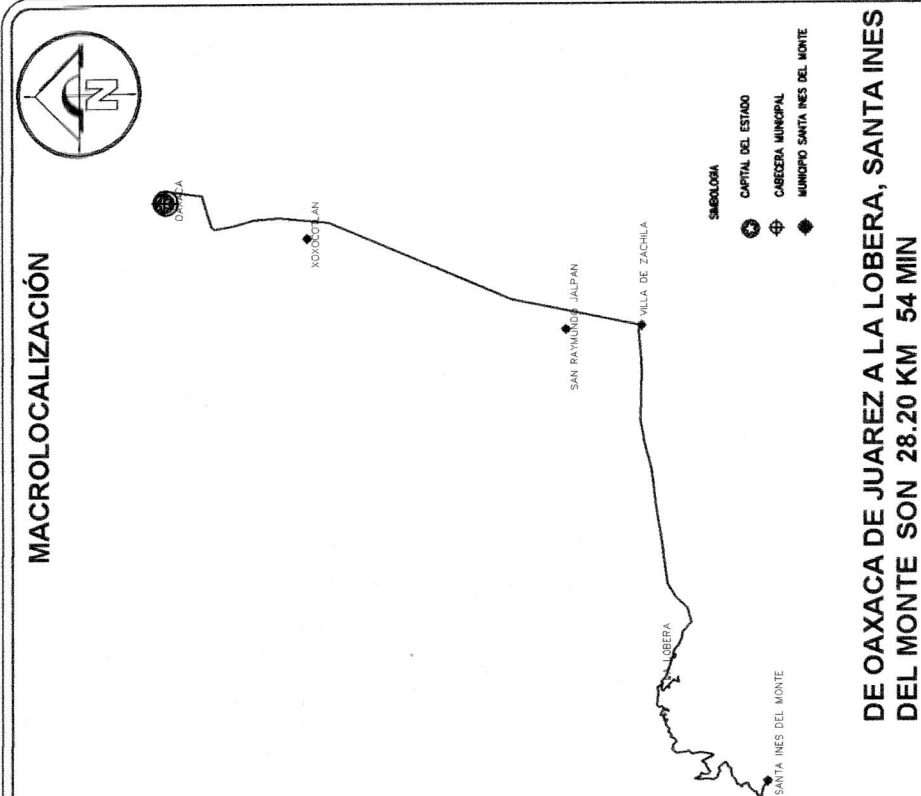 MACROLOCALIZACIÓN
N
OAXACA
XOXOCOTLAN
SAN RAYMUNDO JALPAN
VILLA DE ZACHILA
LA LOBERA
SANTA INES DEL MONTE
SIMBOLOGIA
CAPITAL DEL ESTADO
CABECERA MUNICIPAL
MUNICIPIO SANTA INES DEL MONTE
DE OAXACA DE JUAREZ A LA LOBERA, SANTA INES
DEL MONTE SON 28.20 KM 54 MIN